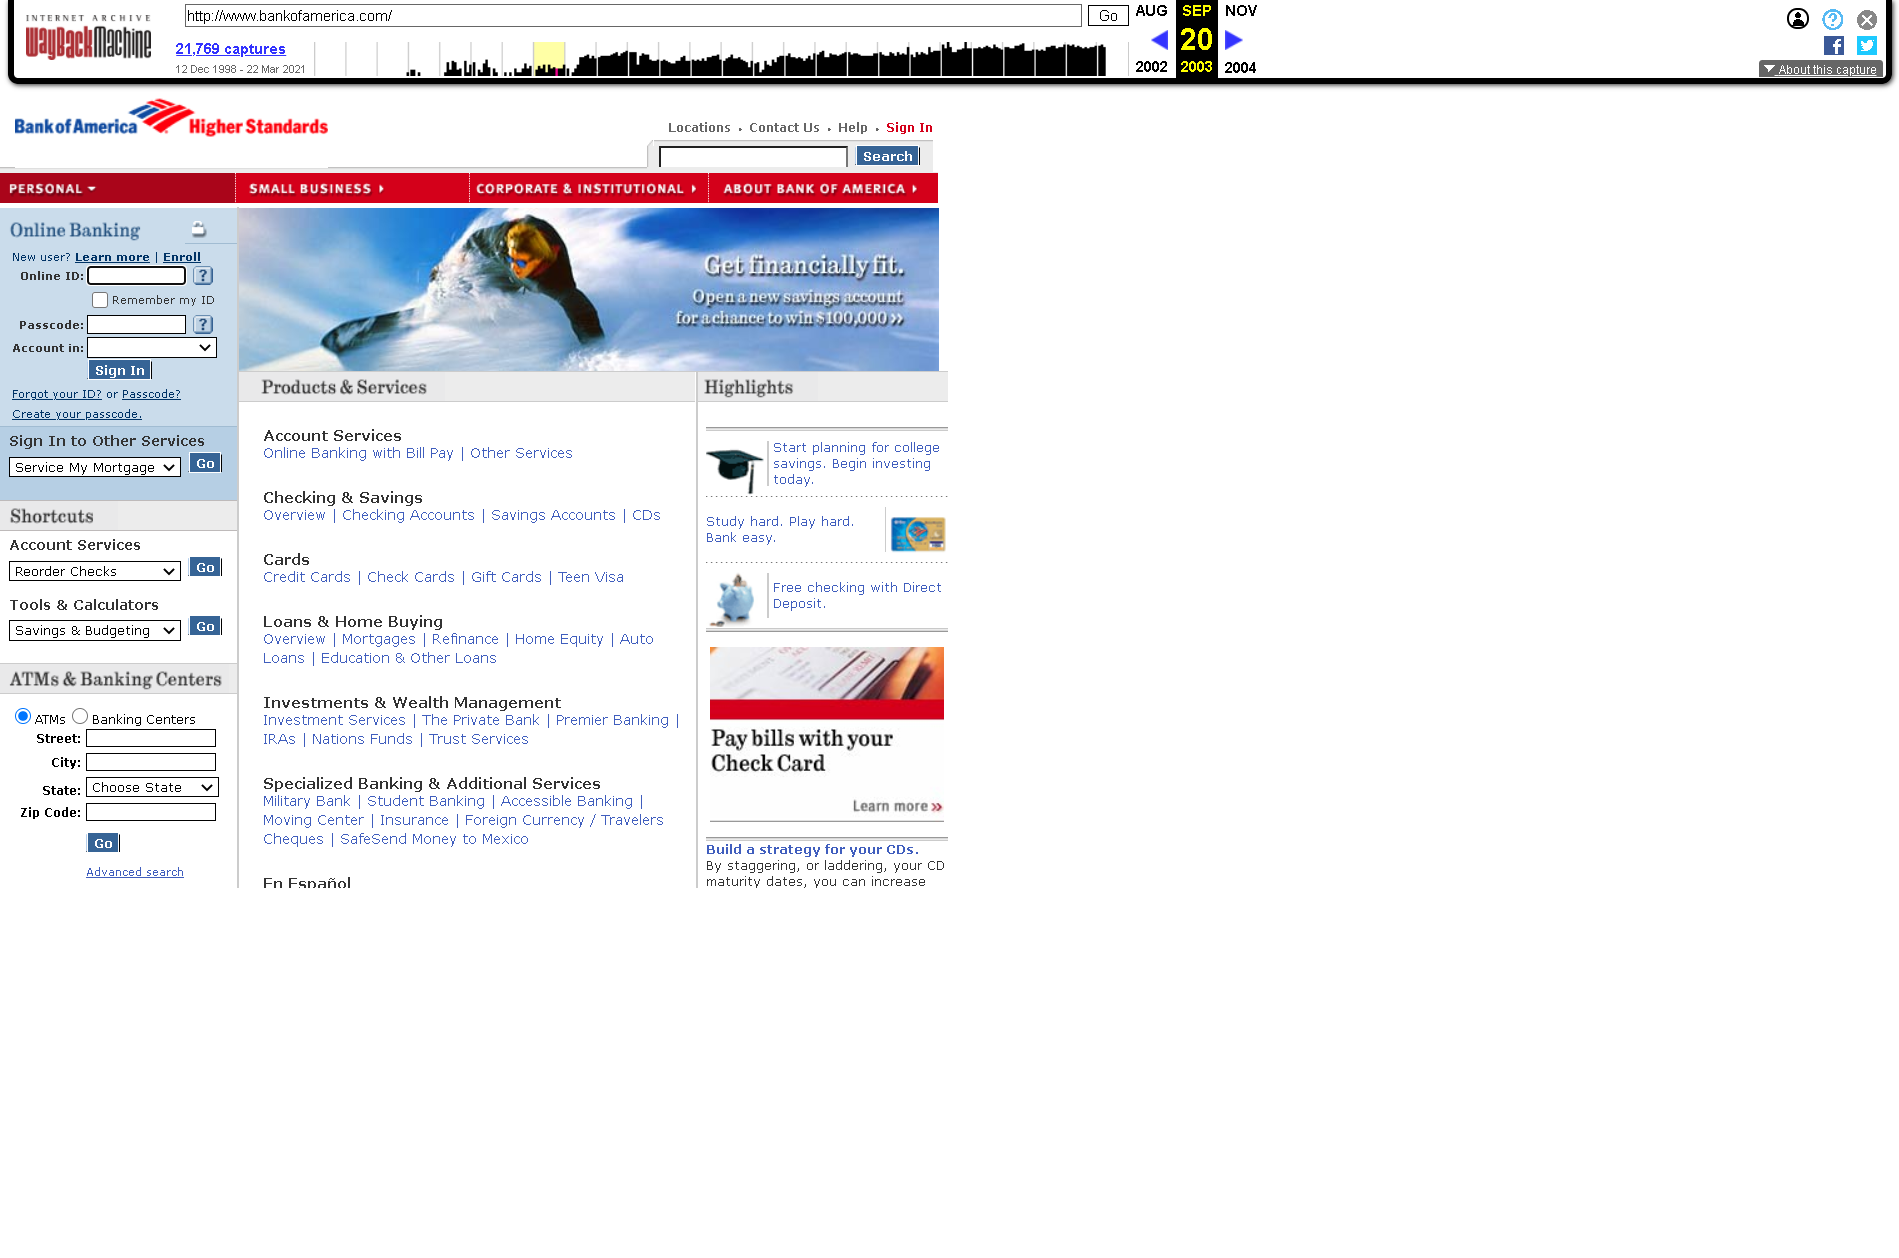 INTERNET ARCHIVE
WayBackMachine
http://www.bankofamerica.com/
Go
21,769 captures
12 Dec 1998 - 22 Mar 2021
AUG SEP NOV
20
2002 2003 2004
About this capture
Bank of America Higher Standards
Locations • Contact Us • Help • Sign In
Search
PERSONAL
SMALL BUSINESS
CORPORATE & INSTITUTIONAL
ABOUT BANK OF AMERICA
Online Banking
New user? Learn more | Enroll
Online ID: ?
Remember my ID
Passcode: ?
Account in:
Sign In
Forgot your ID? or Passcode?
Create your passcode.
Sign In to Other Services
Service My Mortgage Go
Shortcuts
Account Services
Reorder Checks Go
Tools & Calculators
Savings & Budgeting Go
ATMs & Banking Centers
ATMs Banking Centers
Street:
City:
State: Choose State
Zip Code:
Go
Advanced search
Get financially fit.
Open a new savings account
for a chance to win $100,000 »
Products & Services
Account Services
Online Banking with Bill Pay | Other Services
Checking & Savings
Overview | Checking Accounts | Savings Accounts | CDs
Cards
Credit Cards | Check Cards | Gift Cards | Teen Visa
Loans & Home Buying
Overview | Mortgages | Refinance | Home Equity | Auto
Loans | Education & Other Loans
Investments & Wealth Management
Investment Services | The Private Bank | Premier Banking |
IRAs | Nations Funds | Trust Services
Specialized Banking & Additional Services
Military Bank | Student Banking | Accessible Banking |
Moving Center | Insurance | Foreign Currency / Travelers
Cheques | SafeSend Money to Mexico
En Español
Highlights
Start planning for college
savings. Begin investing
today.
Study hard. Play hard.
Bank easy.
Free checking with Direct
Deposit.
Pay bills with your
Check Card
Learn more »
Build a strategy for your CDs.
By staggering, or laddering, your CD
maturity dates, you can increase